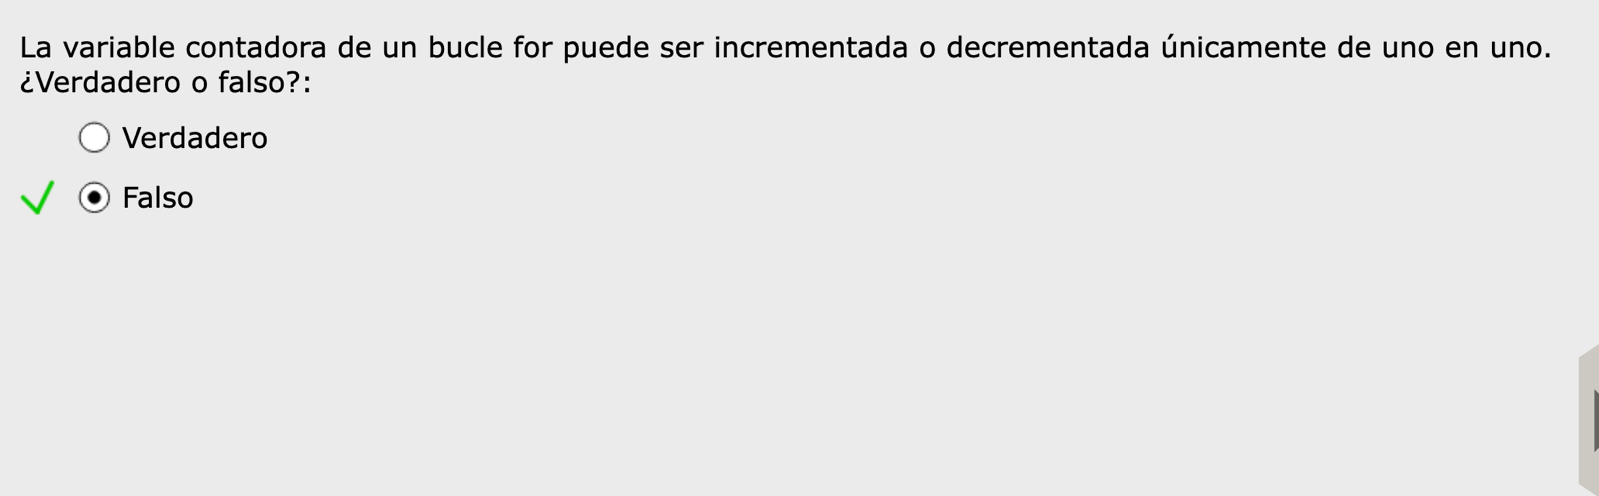 La variable contadora de un bucle for puede ser incrementada o decrementada únicamente de uno en uno.
¿Verdadero o falso?:
Verdadero
Falso